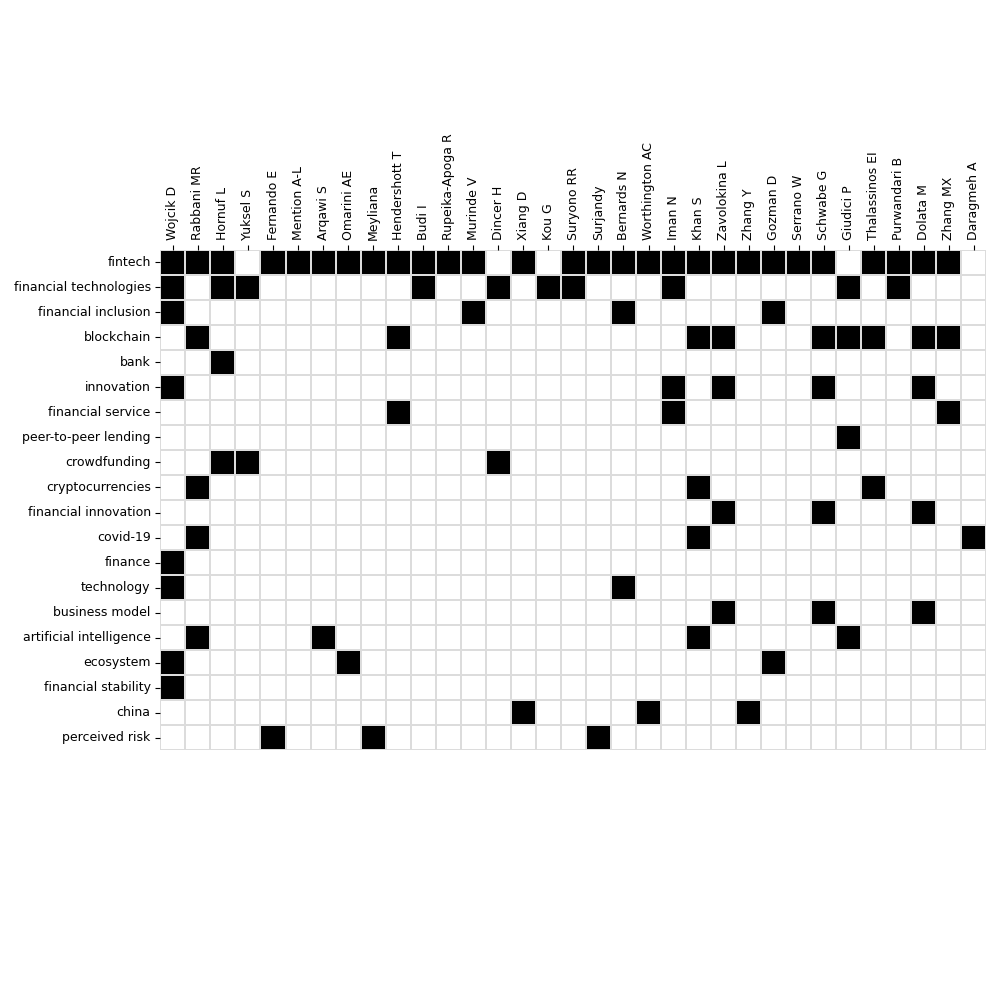 Wojcik D
Rabbani MR
Hornuf L
Yuksel S
Fernando E
Mention A-L
Arqawi S
Omarini AE
Meyliana
Hendershott T
Budi I
Rupeika-Apoga R
Murinde V
Dincer H
Xiang D
Kou G
Suryono RR
Surjandy
Bernards N
Worthington AC
Iman N
Khan S
Zavolokina L
Zhang Y
Gozman D
Serrano W
Schwabe G
Giudici P
Thalassinos EI
Purwandari B
Dolata M
Zhang MX
Daragmeh A
fintech
financial technologies
financial inclusion
blockchain
bank
innovation
financial service
peer-to-peer lending
crowdfunding
cryptocurrencies
financial innovation
covid-19
finance
technology
business model
artificial intelligence
ecosystem
financial stability
china
perceived risk